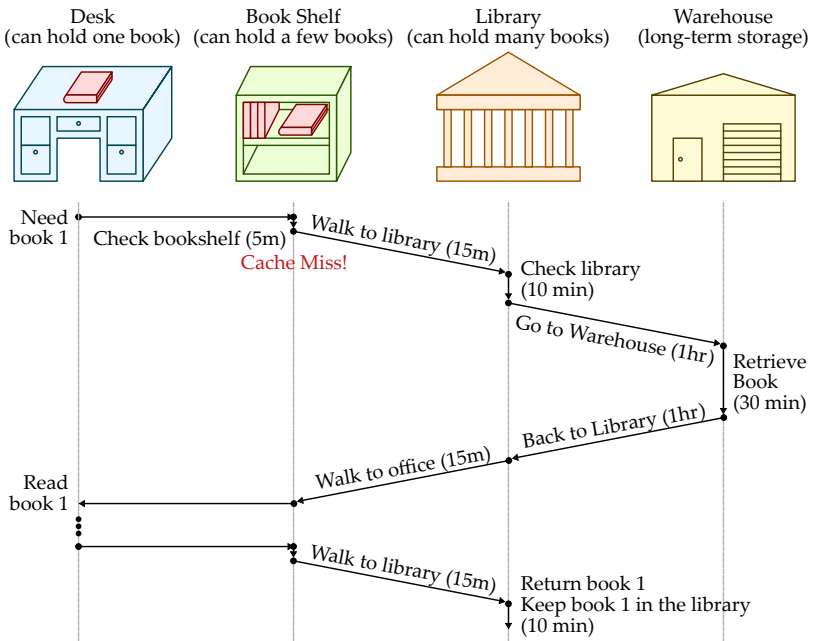 Desk
(can hold one book)
Book Shelf
(can hold a few books)
Library
(can hold many books)
Warehouse
(long-term storage)
Need
book 1
Check bookshelf (5m)
Cache Miss!
Walk to library (15m)
Check library
(10 min)
Go to Warehouse (1hr)
Retrieve
Book
(30 min)
Back to Library (1hr)
Walk to office (15m)
Read
book 1
Walk to library (15m)
Return book 1
Keep book 1 in the library
(10 min)